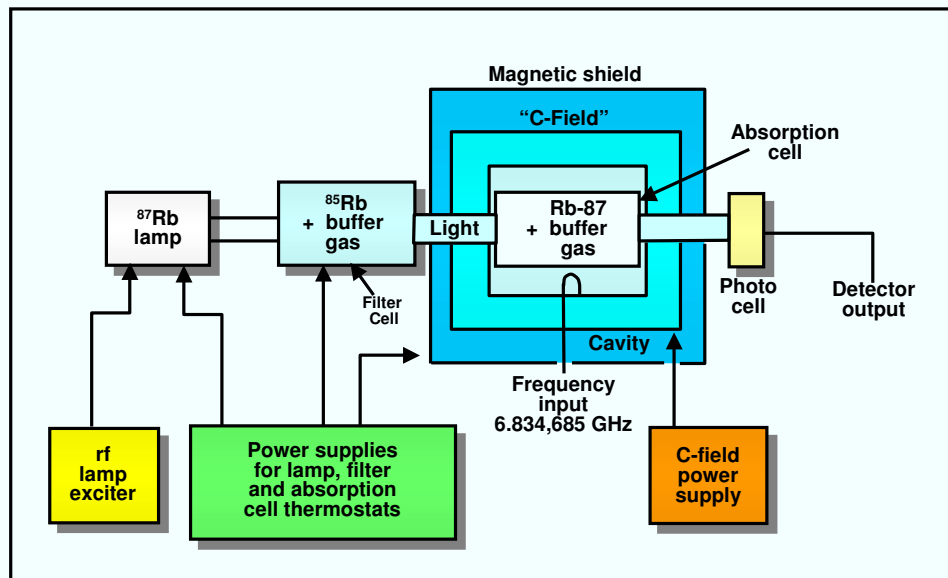 Magnetic shield
“C-Field”
Absorption
cell
⁸⁷Rb
lamp
⁸⁵Rb
+ buffer
gas
Light
Rb-87
+ buffer
gas
Filter
Cell
Photo
cell
Detector
output
Cavity
Frequency
input
6.834,685 GHz
rf
lamp
exciter
Power supplies
for lamp, filter
and absorption
cell thermostats
C-field
power
supply